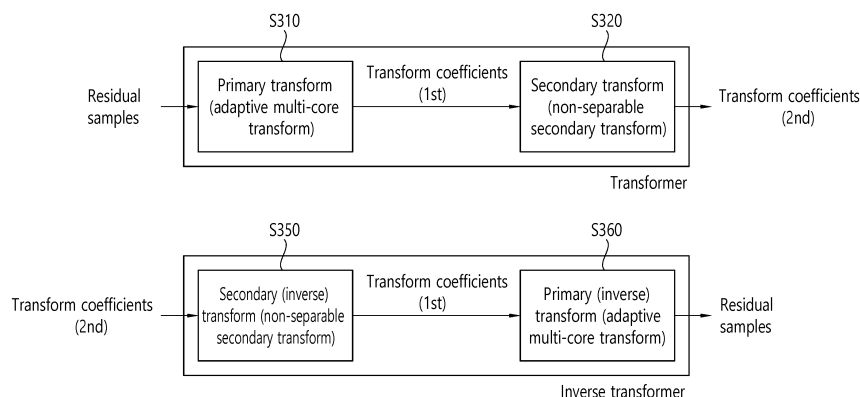 S310
S320
Residual
samples
Primary transform
(adaptive multi-core
transform)
Transform coefficients
(1st)
Secondary transform
(non-separable
secondary transform)
Transform coefficients
(2nd)
Transformer
S350
S360
Transform coefficients
(2nd)
Secondary (inverse)
transform (non-separable
secondary transform)
Transform coefficients
(1st)
Primary (inverse)
transform (adaptive
multi-core transform)
Residual
samples
Inverse transformer